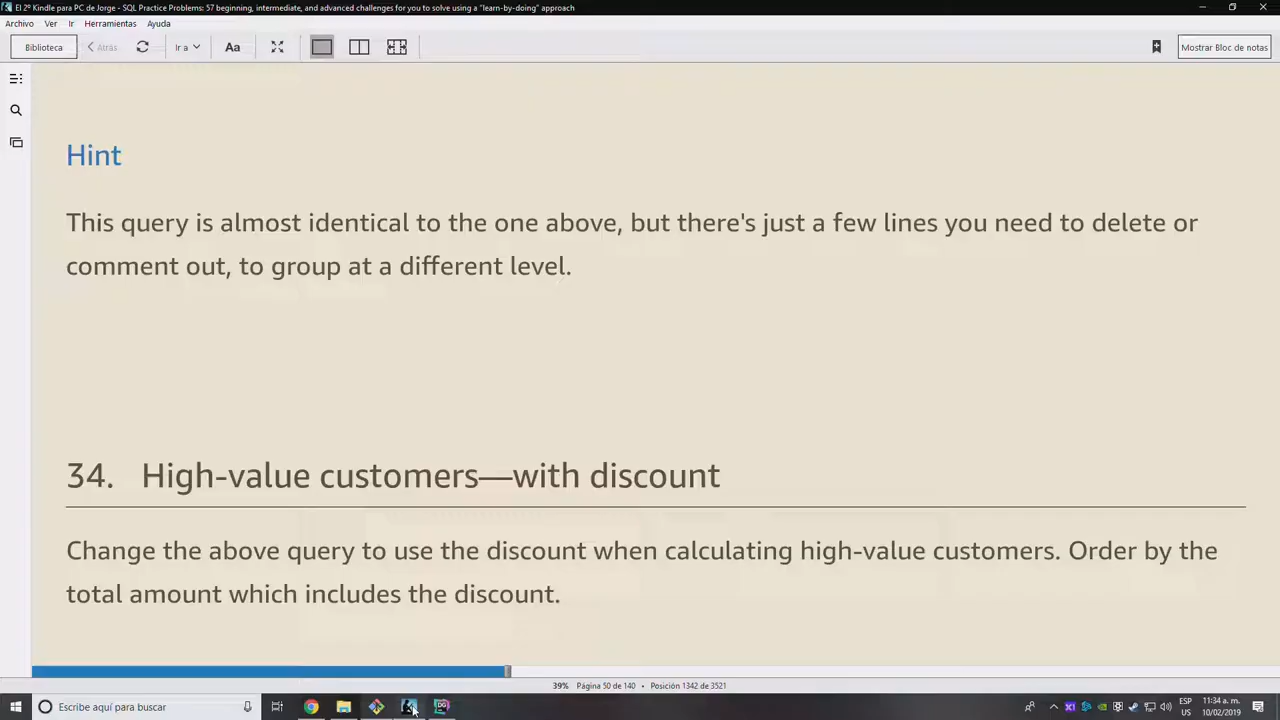 El 2º Kindle para PC de Jorge - SQL Practice Problems: 57 beginning, intermediate, and advanced challenges for you to solve using a "learn-by-doing" approach
Archivo Ver Ir Herramientas Ayuda
Biblioteca Atrás Ir a Aa Mostrar Bloc de notas
Hint
This query is almost identical to the one above, but there's just a few lines you need to delete or
comment out, to group at a different level.
34. High-value customers—with discount
Change the above query to use the discount when calculating high-value customers. Order by the
total amount which includes the discount.
39% Página 50 de 140 • Posición 1342 de 3521
Escribe aquí para buscar
ESP 11:34 a. m.
US 10/02/2019